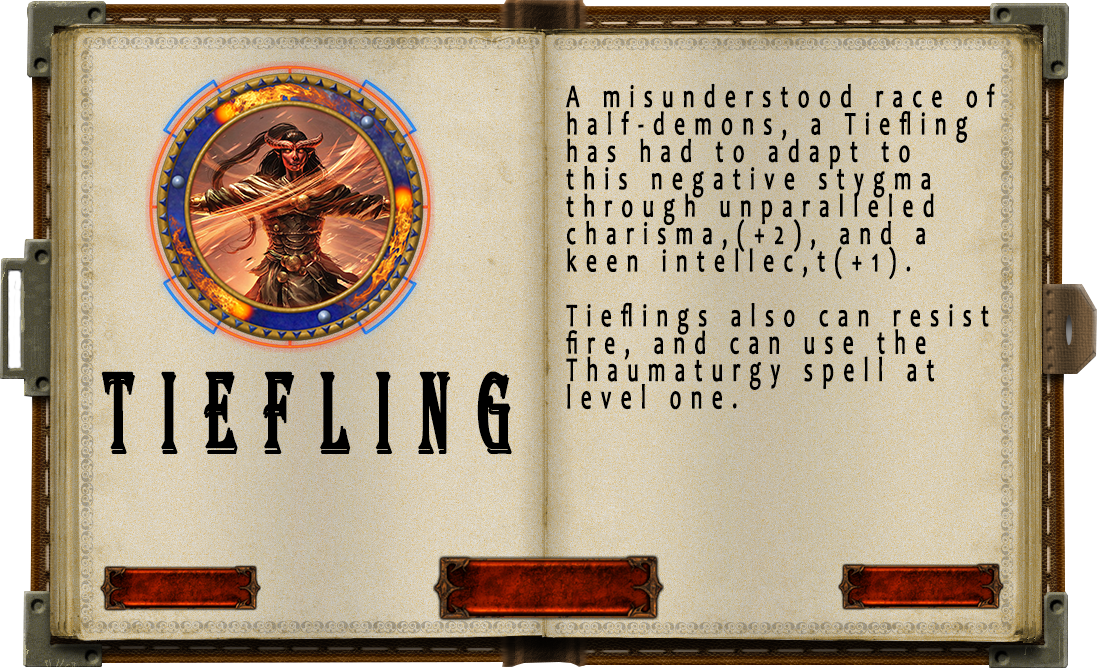 TIEFLING
A misunderstood race of
half-demons, a Tiefling
has had to adapt to
this negative stygma
through unparalleled
charisma,(+2), and a
keen intellec,t(+1).
Tieflings also can resist
fire, and can use the
Thaumaturgy spell at
level one.